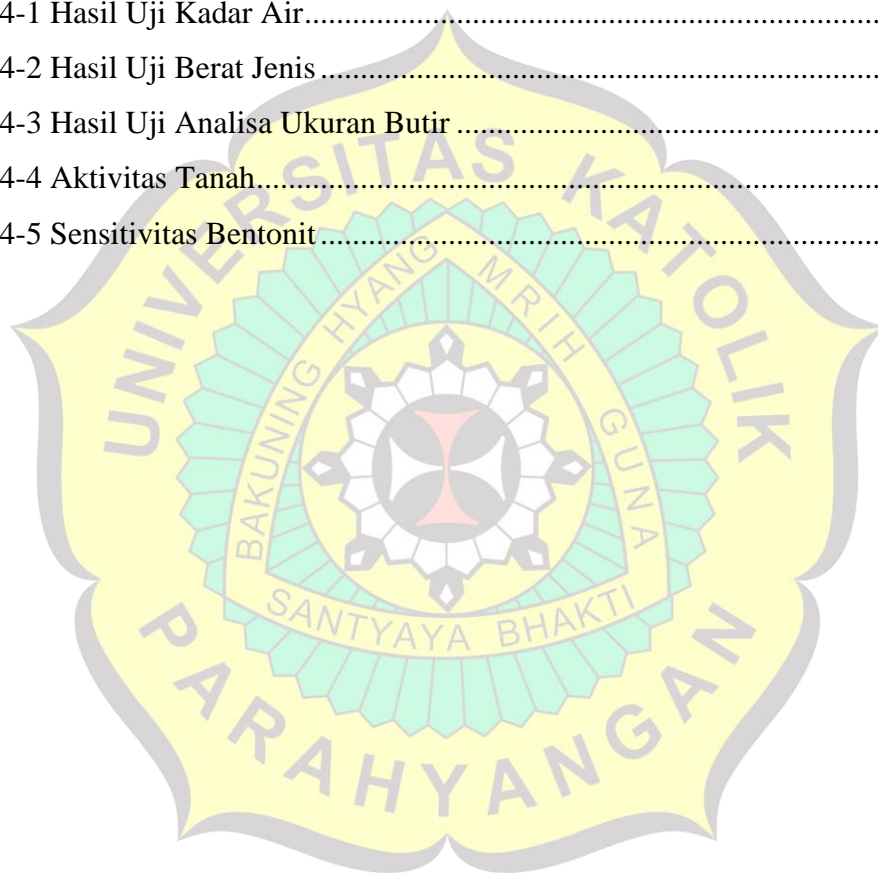 4-1 Hasil Uji Kadar Air
4-2 Hasil Uji Berat Jenis
4-3 Hasil Uji Analisa Ukuran Butir
4-4 Aktivitas Tanah
4-5 Sensitivitas Bentonit
UNIVERSITAS KATOLIK
PARAHYANGAN
BAKUNING HYANG MRIH GUNA
SANTYAYA BHAKTI